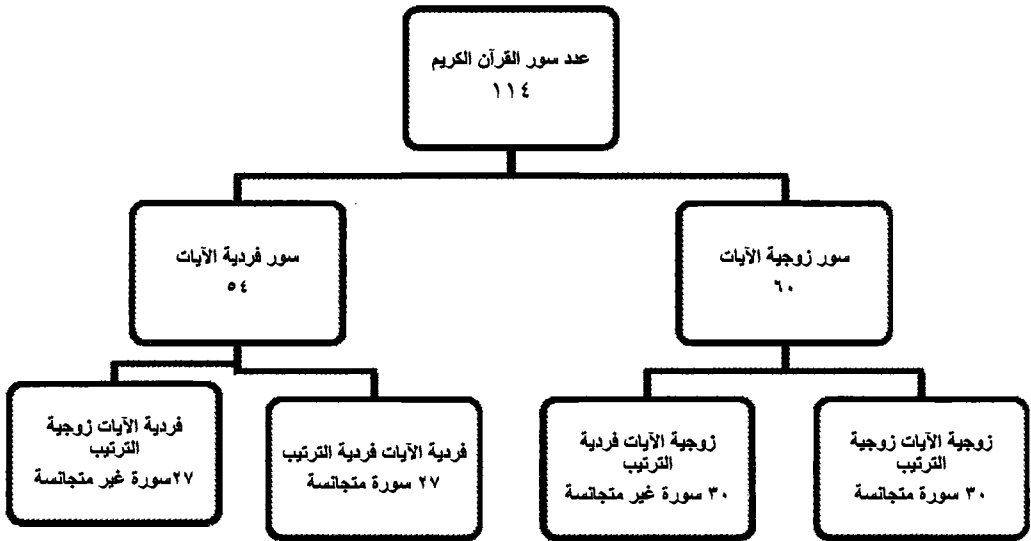 عدد سور القرآن الكريم
١١٤
سور زوجية الآيات
٦٠
سور فردية الآيات
٥٤
زوجية الآيات زوجية
الترتيب
٣٠ سورة متجانسة
زوجية الآيات فردية
الترتيب
٣٠ سورة غير متجانسة
فردية الآيات فردية الترتيب
٢٧ سورة متجانسة
فردية الآيات زوجية
الترتيب
٢٧سورة غير متجانسة